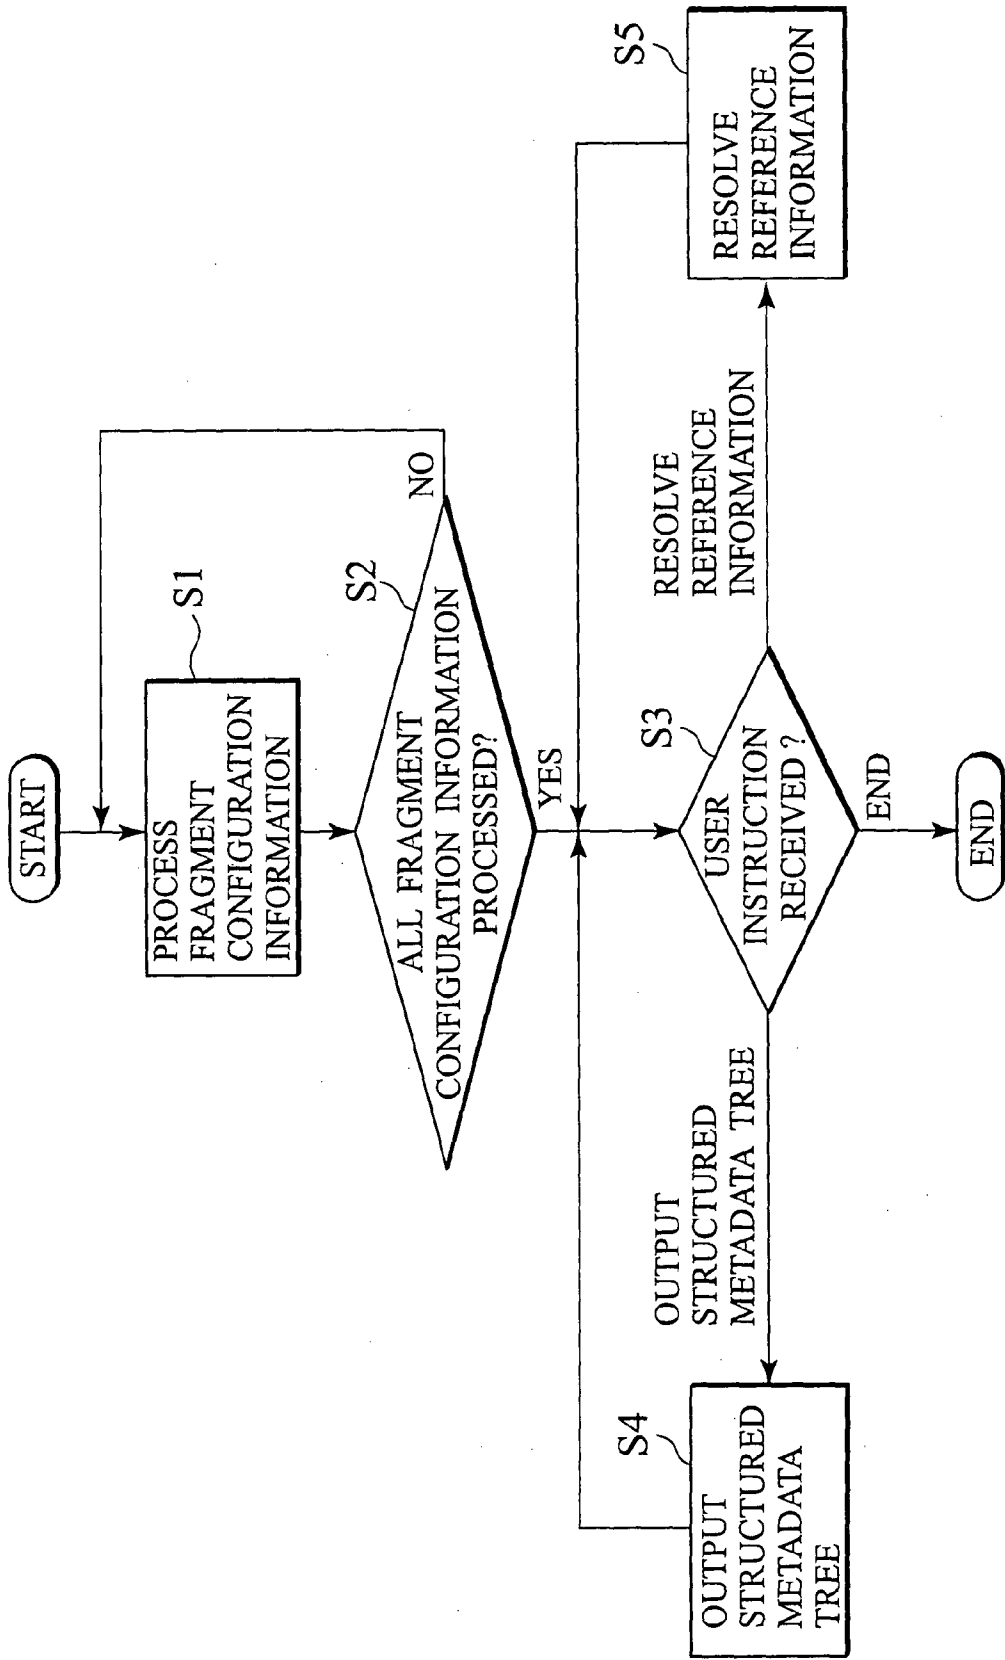 START
S1
PROCESS
FRAGMENT
CONFIGURATION
INFORMATION
S2
ALL FRAGMENT
CONFIGURATION INFORMATION
PROCESSED?
NO
YES
S3
USER
INSTRUCTION
RECEIVED ?
OUTPUT
STRUCTURED
METADATA TREE
RESOLVE
REFERENCE
INFORMATION
S4
OUTPUT
STRUCTURED
METADATA
TREE
S5
RESOLVE
REFERENCE
INFORMATION
END
END